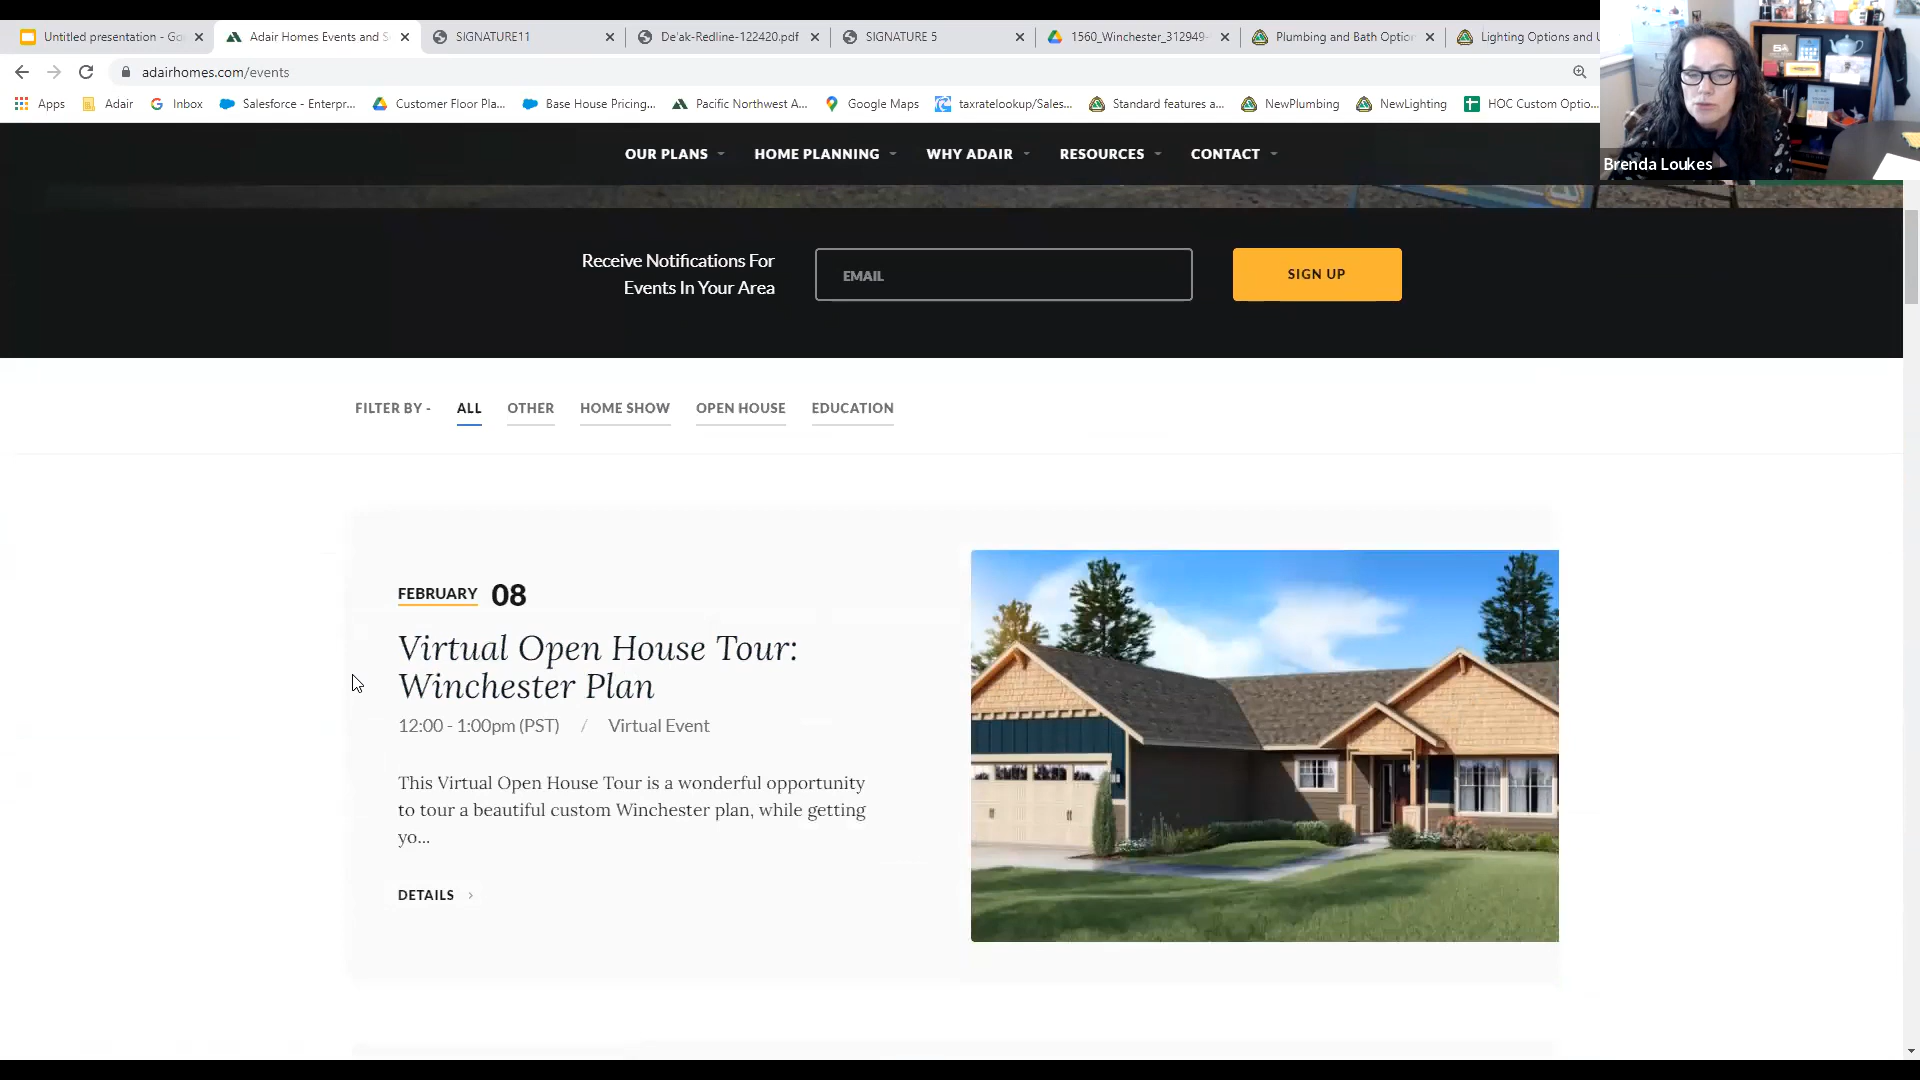 Untitled presentation - Go
Adair Homes Events and S
SIGNATURE11
De'ak-Redline-122420.pdf
SIGNATURE 5
1560_Winchester_312949-
Plumbing and Bath Option
Lighting Options and U
adairhomes.com/events
Apps
Adair
Inbox
Salesforce - Enterpr...
Customer Floor Pla...
Base House Pricing...
Pacific Northwest A...
Google Maps
taxratelookup/Sales...
Standard features a...
NewPlumbing
NewLighting
HOC Custom Optio...
Brenda Loukes
OUR PLANS
HOME PLANNING
WHY ADAIR
RESOURCES
CONTACT
Receive Notifications For
Events In Your Area
EMAIL
SIGN UP
FILTER BY -
ALL
OTHER
HOME SHOW
OPEN HOUSE
EDUCATION
FEBRUARY 08
Virtual Open House Tour:
Winchester Plan
12:00 - 1:00pm (PST) / Virtual Event
This Virtual Open House Tour is a wonderful opportunity
to tour a beautiful custom Winchester plan, while getting
yo...
DETAILS >